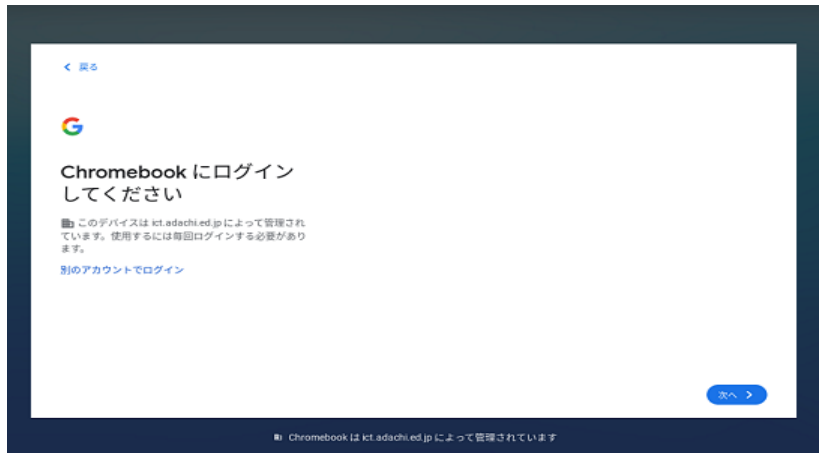 戻る
Chromebook にログイン
してください
このデバイスは ict.adachi.ed.jp によって管理され
ています。使用するには毎回ログインする必要があり
ます。
別のアカウントでログイン
次へ
Chromebook は ict.adachi.ed.jp によって管理されています